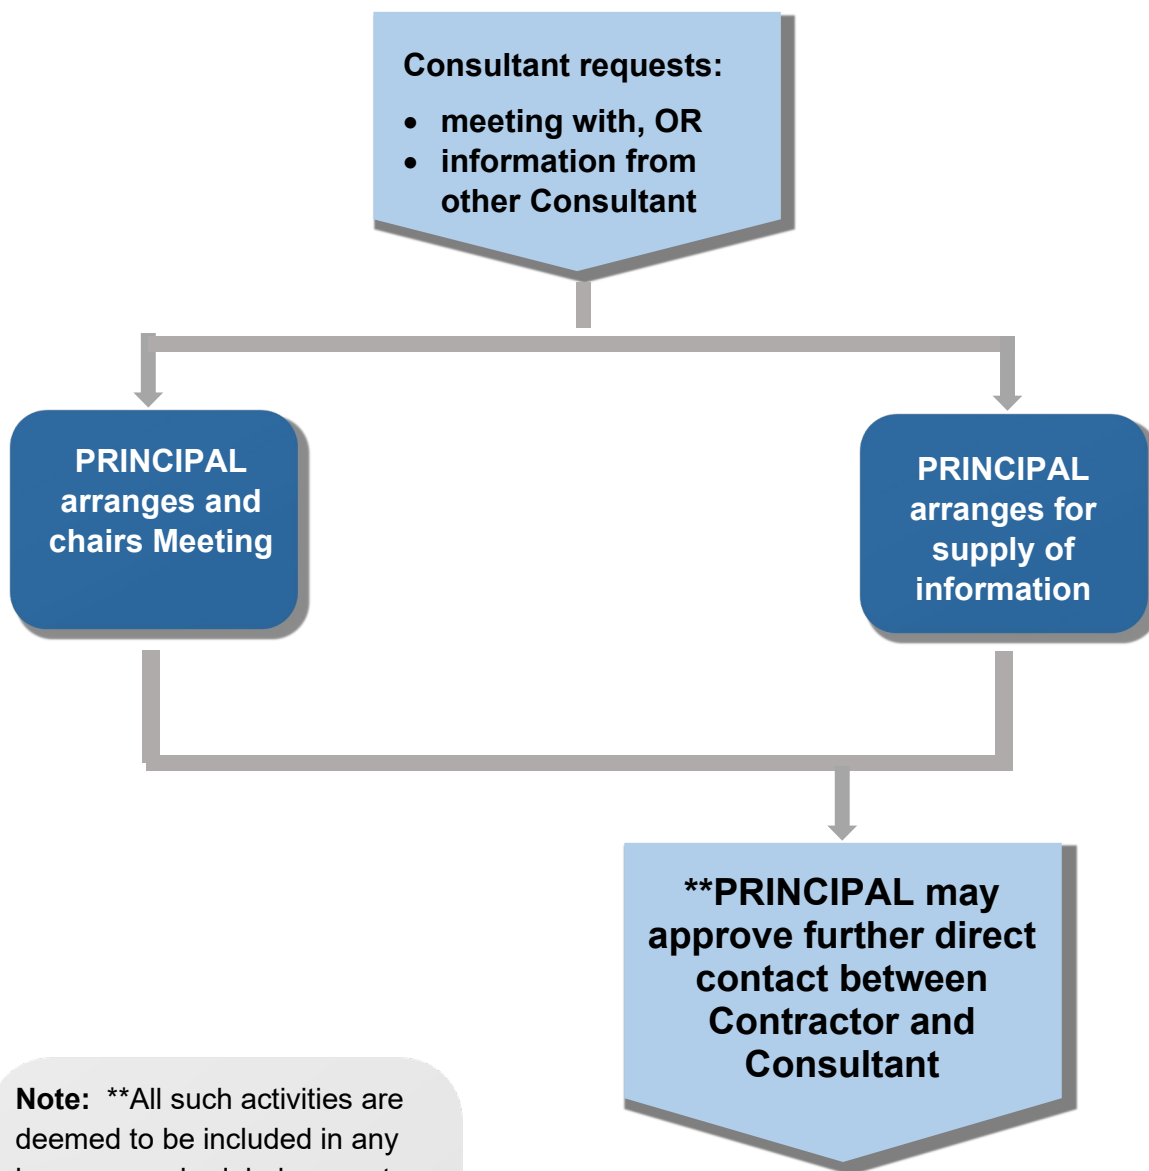 Consultant requests:
• meeting with, OR
• information from
other Consultant
PRINCIPAL
arranges and
chairs Meeting
PRINCIPAL
arranges for
supply of
information
**PRINCIPAL may
approve further direct
contact between
Contractor and
Consultant
Note: **All such activities are
deemed to be included in any